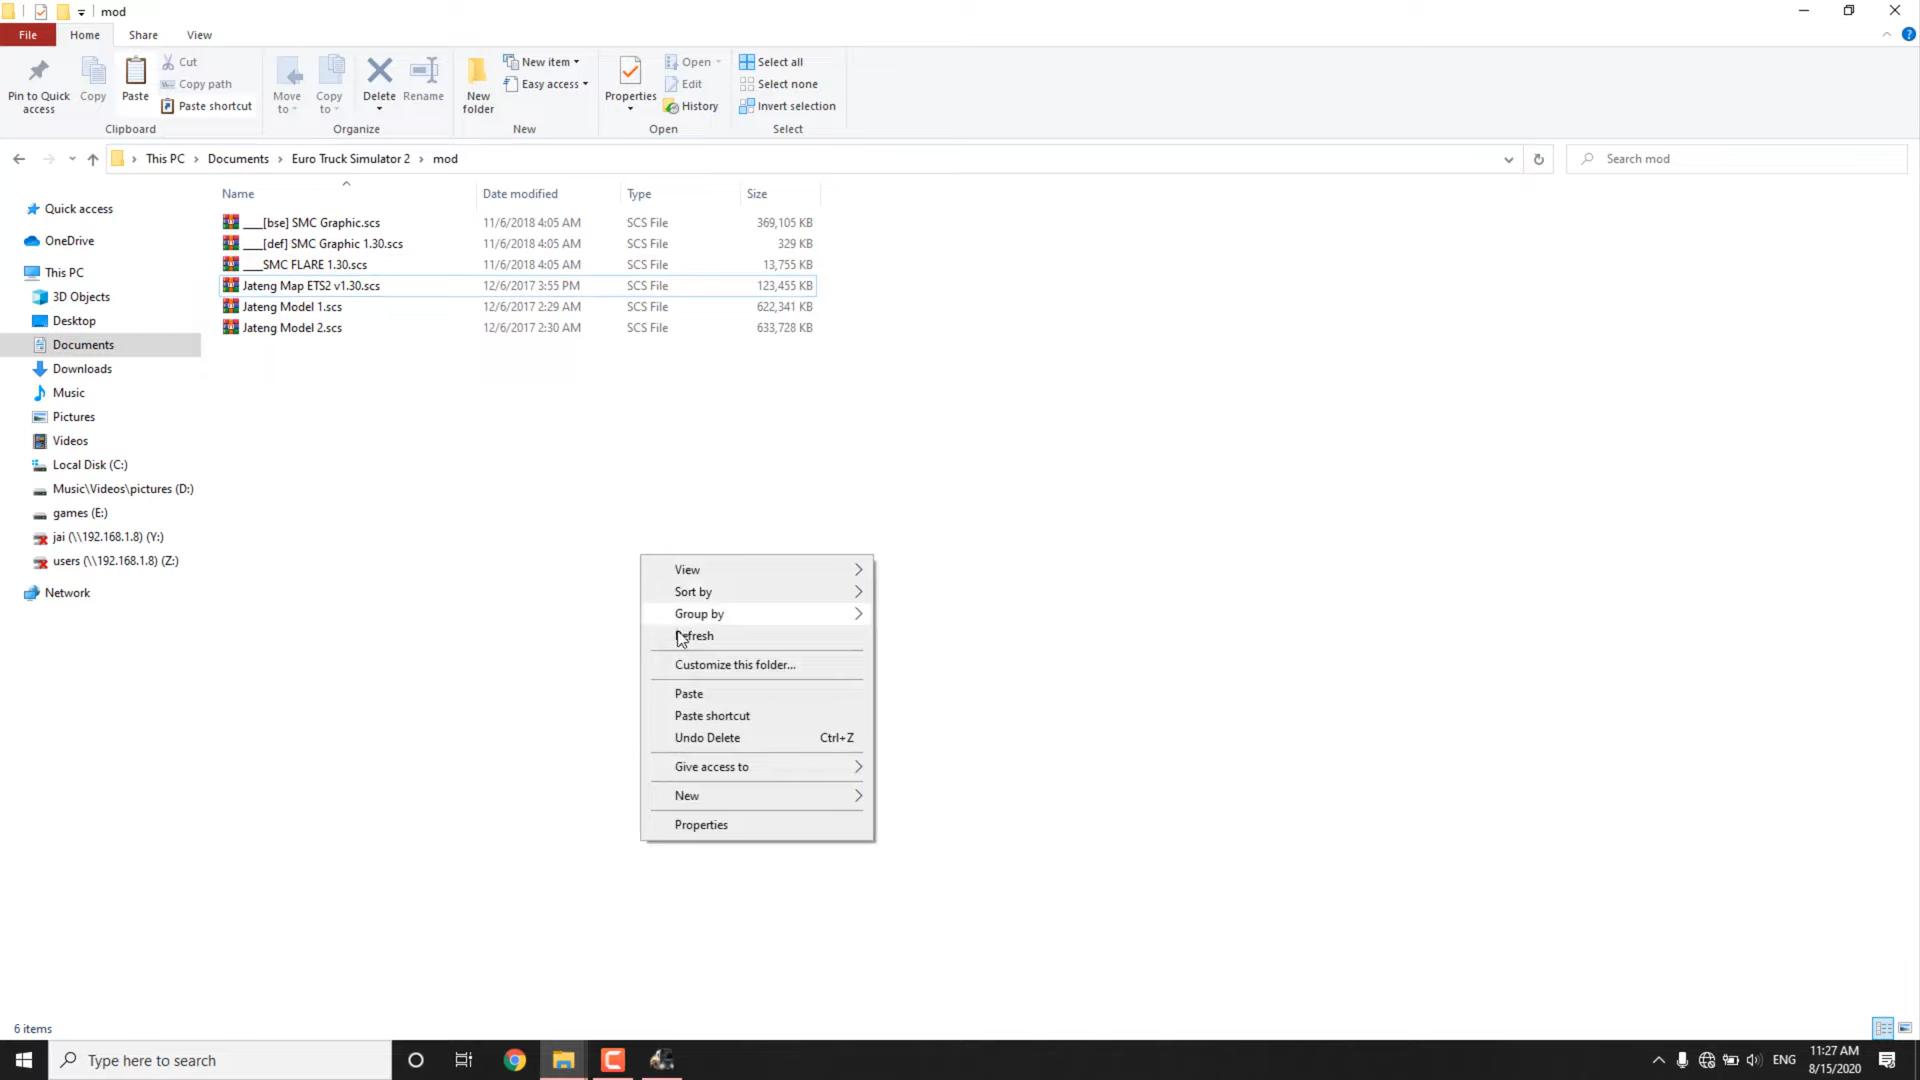 mod
File Home Share View
Pin to Quick access
Copy
Paste
Cut
Copy path
Paste shortcut
Clipboard
Move to
Copy to
Delete
Rename
Organize
New folder
New item
Easy access
New
Properties
Open
Edit
History
Open
Select all
Select none
Invert selection
Select
This PC > Documents > Euro Truck Simulator 2 > mod
Search mod
Name Date modified Type Size
___[bse] SMC Graphic.scs 11/6/2018 4:05 AM SCS File 369,105 KB
___[def] SMC Graphic 1.30.scs 11/6/2018 4:05 AM SCS File 329 KB
___SMC FLARE 1.30.scs 11/6/2018 4:05 AM SCS File 13,755 KB
Jateng Map ETS2 v1.30.scs 12/6/2017 3:55 PM SCS File 123,455 KB
Jateng Model 1.scs 12/6/2017 2:29 AM SCS File 622,341 KB
Jateng Model 2.scs 12/6/2017 2:30 AM SCS File 633,728 KB
Quick access
OneDrive
This PC
3D Objects
Desktop
Documents
Downloads
Music
Pictures
Videos
Local Disk (C:)
Music\Videos\pictures (D:)
games (E:)
jai (\\192.168.1.8) (Y:)
users (\\192.168.1.8) (Z:)
Network
View
Sort by
Group by
Refresh
Customize this folder...
Paste
Paste shortcut
Undo Delete Ctrl+Z
Give access to
New
Properties
6 items
Type here to search
ENG
11:27 AM
8/15/2020